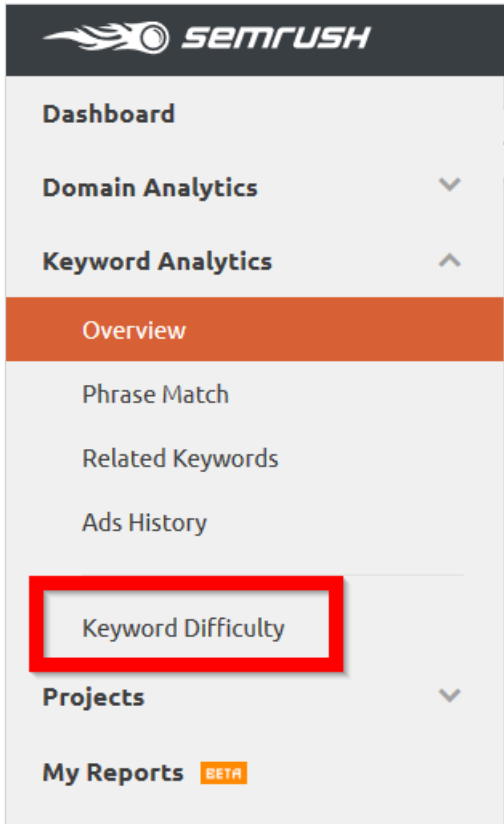 semrush
Dashboard
Domain Analytics
Keyword Analytics
Overview
Phrase Match
Related Keywords
Ads History
Keyword Difficulty
Projects
My Reports BETA